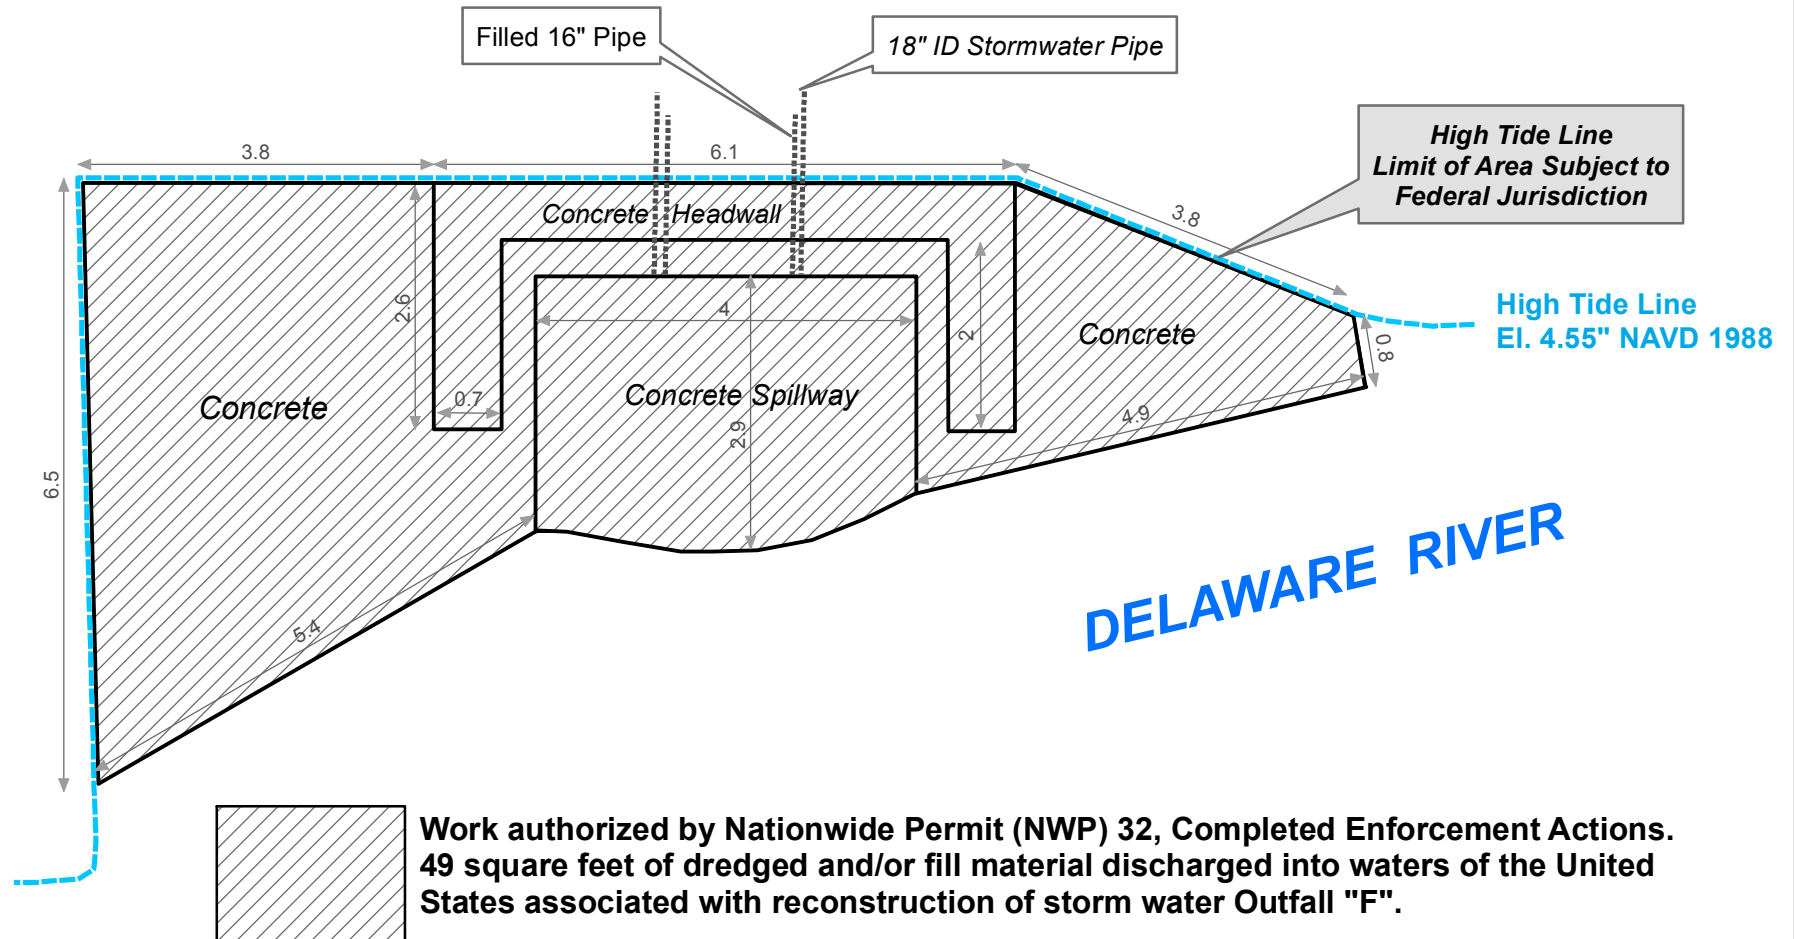 Filled 16" Pipe
18" ID Stormwater Pipe
High Tide Line
Limit of Area Subject to
Federal Jurisdiction
3.8
6.1
3.8
Concrete Headwall
2.6
4
2
High Tide Line
El. 4.55" NAVD 1988
Concrete
0.8
Concrete
0.7
Concrete Spillway
2.9
4.9
6.5
5.4
DELAWARE RIVER
Work authorized by Nationwide Permit (NWP) 32, Completed Enforcement Actions.
49 square feet of dredged and/or fill material discharged into waters of the United
States associated with reconstruction of storm water Outfall "F".